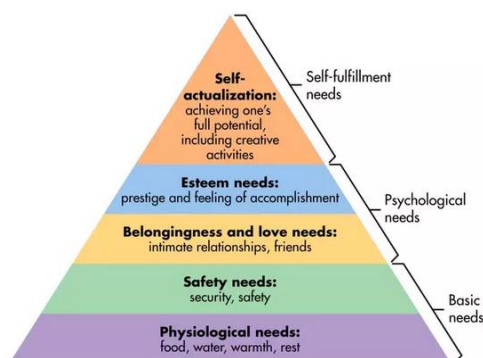 Self-
actualization:
achieving one's
full potential,
including creative
activities
Self-fulfillment
needs
Esteem needs:
prestige and feeling of accomplishment
Psychological
needs
Belongingness and love needs:
intimate relationships, friends
Safety needs:
security, safety
Basic
needs
Physiological needs:
food, water, warmth, rest